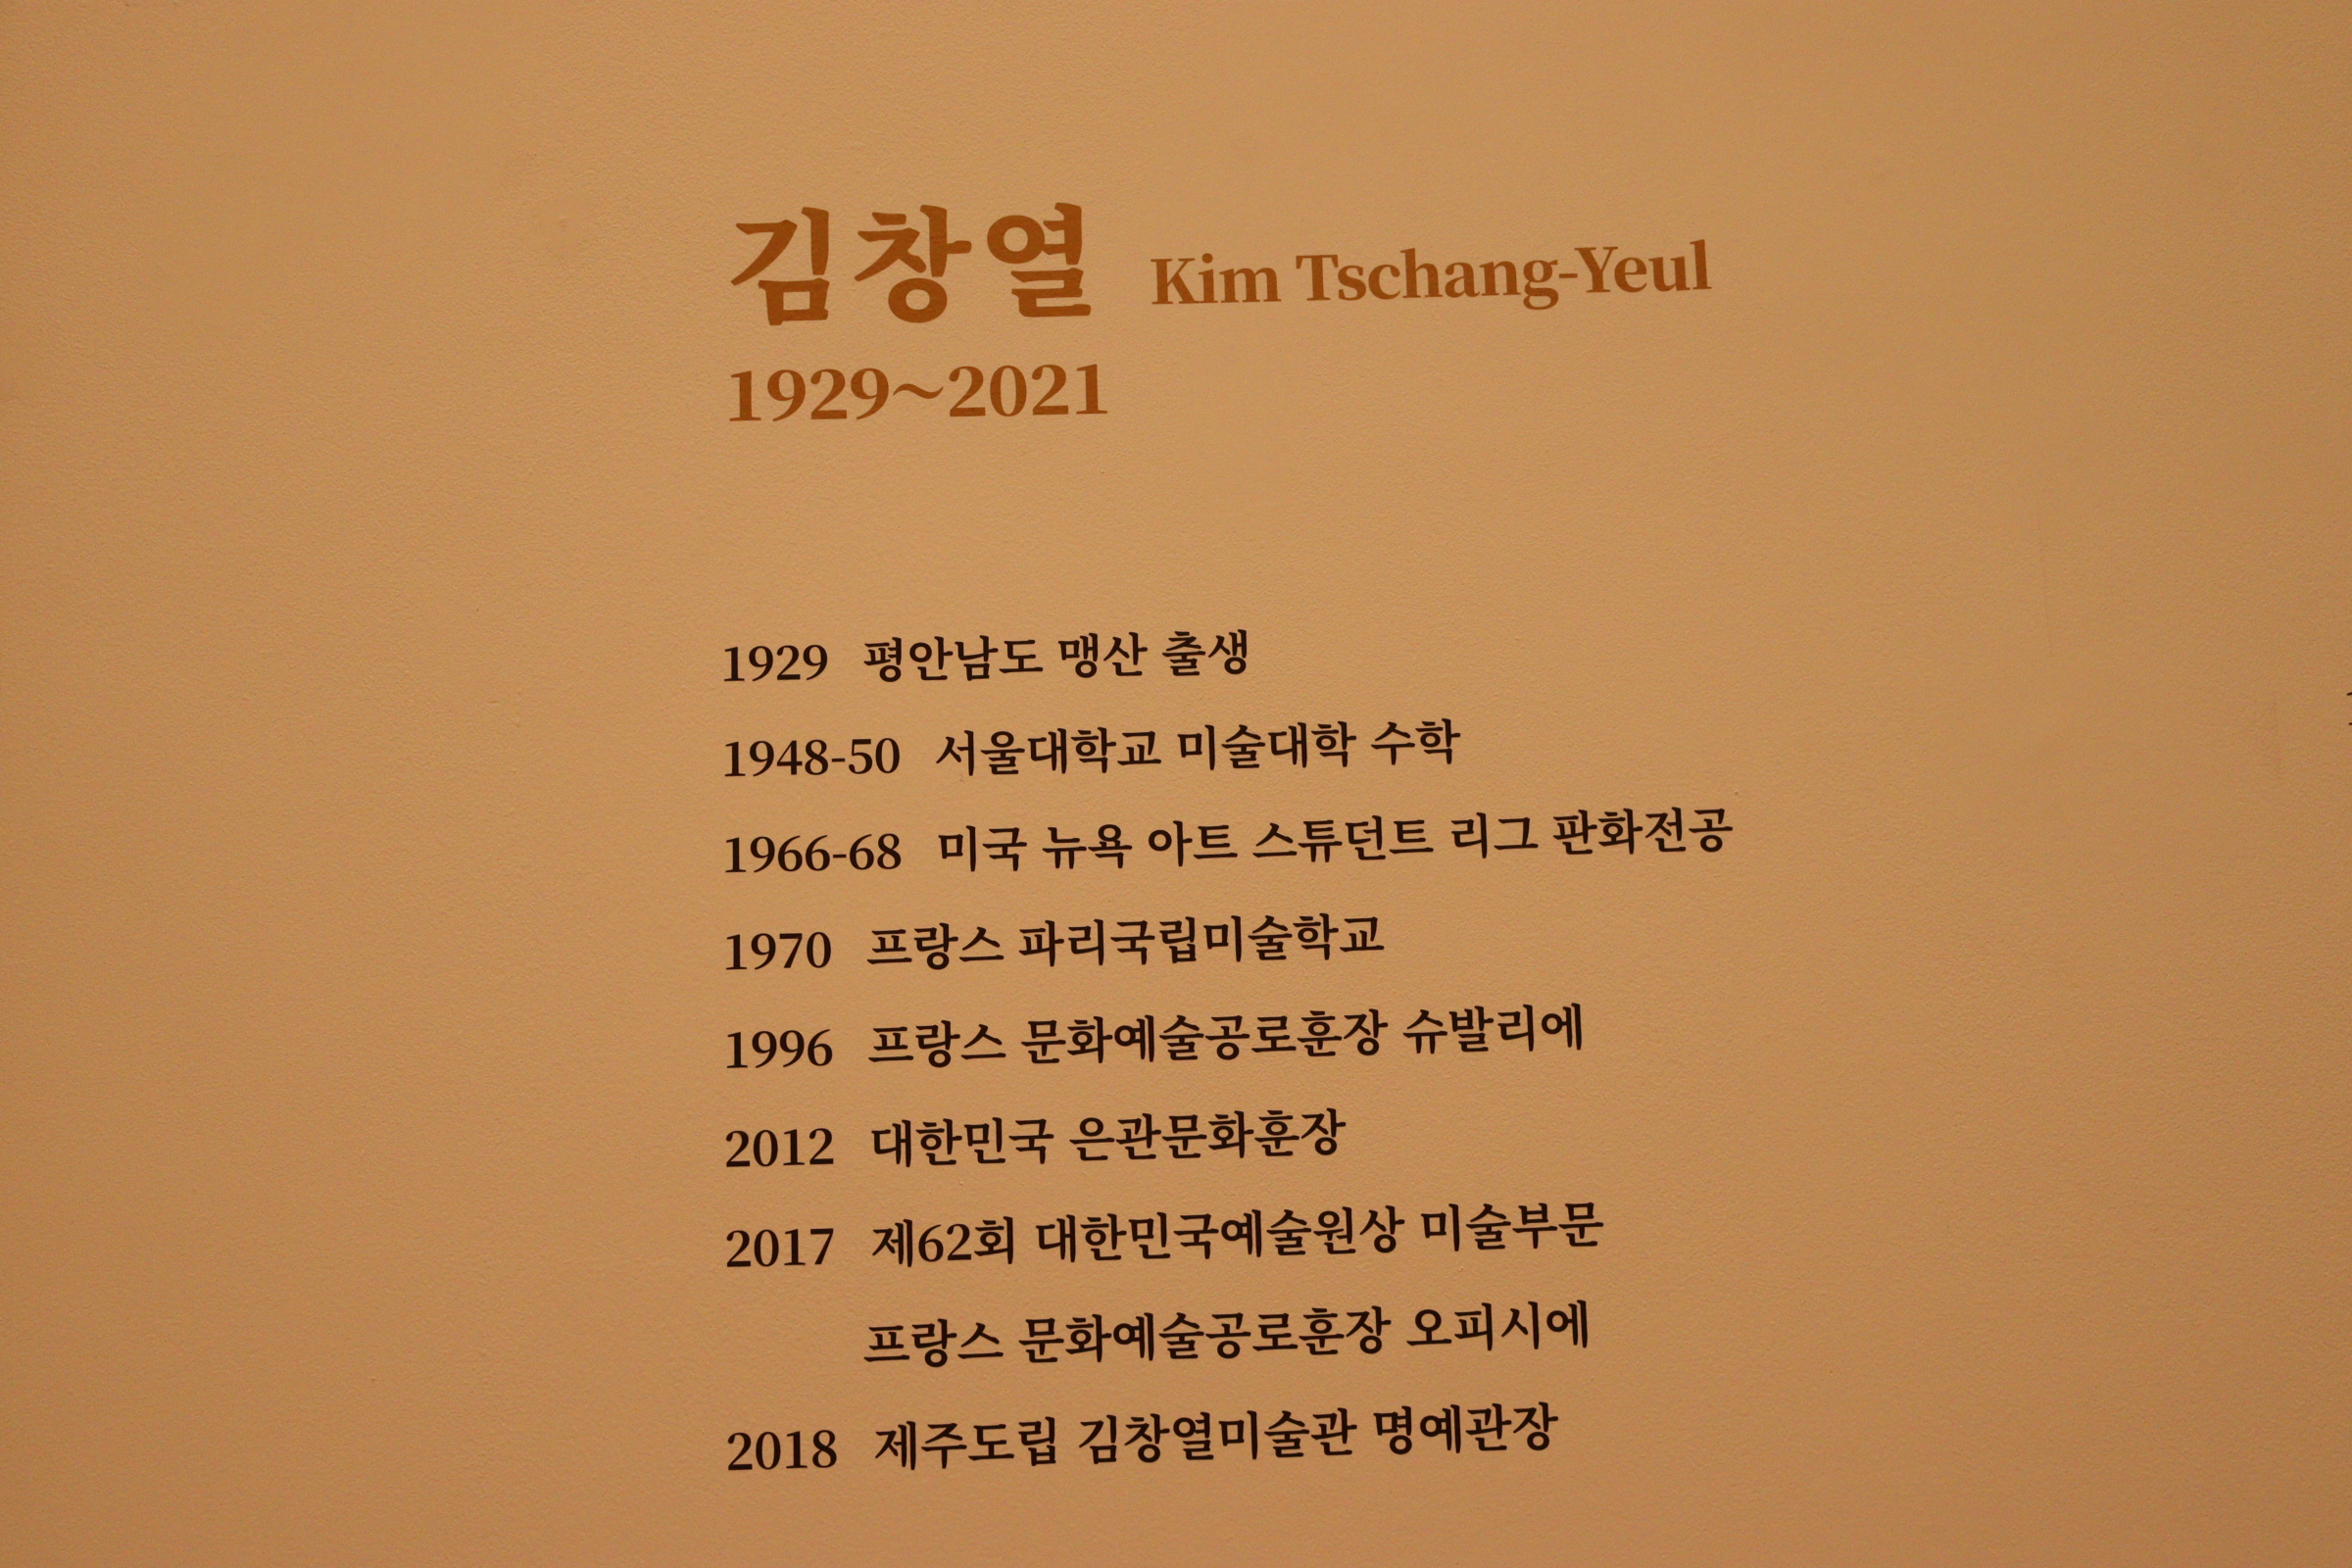 김창열 Kim Tschang-Yeul
1929~2021
1929 평안남도 맹산 출생
1948-50 서울대학교 미술대학 수학
1966-68 미국 뉴욕 아트 스튜던트 리그 판화전공
1970 프랑스 파리국립미술학교
1996 프랑스 문화예술공로훈장 슈발리에
2012 대한민국 은관문화훈장
2017 제62회 대한민국예술원상 미술부문
프랑스 문화예술공로훈장 오피시에
2018 제주도립 김창열미술관 명예관장